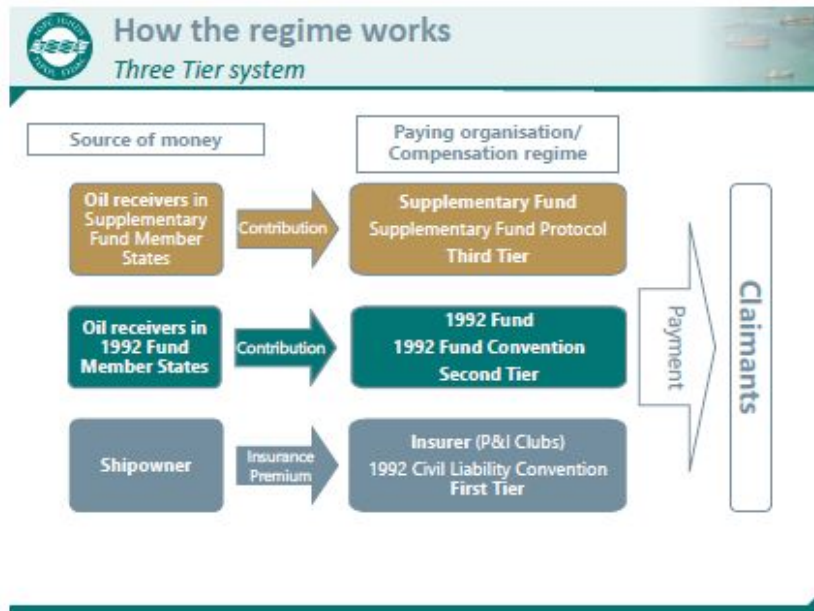 How the regime works
Three Tier system
Source of money
Paying organisation/
Compensation regime
Oil receivers in
Supplementary
Fund Member
States
Contribution
Supplementary Fund
Supplementary Fund Protocol
Third Tier
Oil receivers in
1992 Fund
Member States
Contribution
1992 Fund
1992 Fund Convention
Second Tier
Shipowner
Insurance
Premium
Insurer (P&I Clubs)
1992 Civil Liability Convention
First Tier
Payment
Claimants